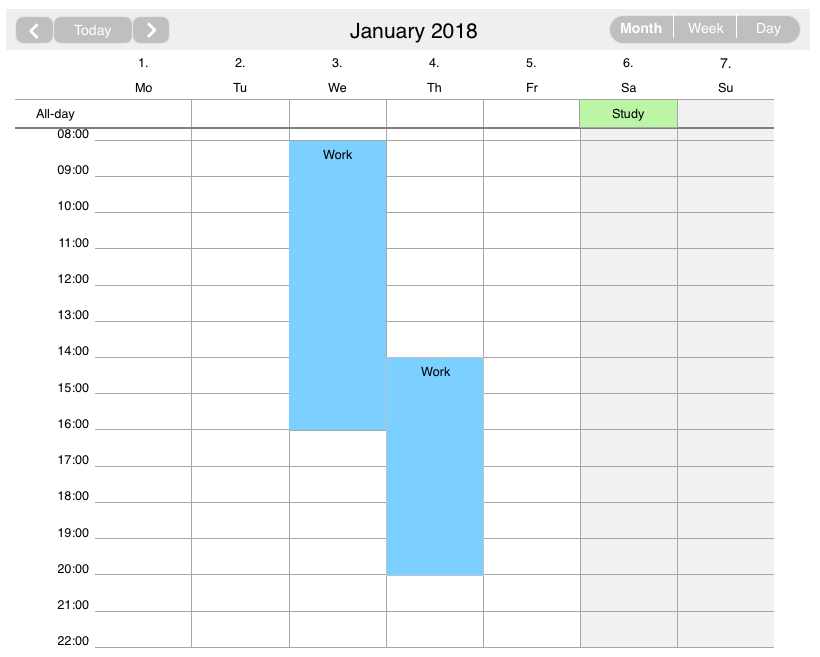 Today January 2018 Month Week Day
1. 2. 3. 4. 5. 6. 7.
Mo Tu We Th Fr Sa Su
All-day Study
08:00
Work
09:00
10:00
11:00
12:00
13:00
14:00
Work
15:00
16:00
17:00
18:00
19:00
20:00
21:00
22:00